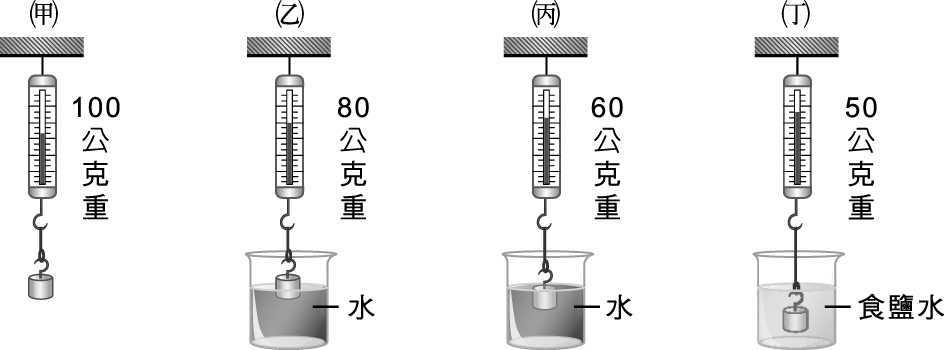 (甲)
100
公
克
重
(乙)
80
公
克
重
水
(丙)
60
公
克
重
水
(丁)
50
公
克
重
食鹽水